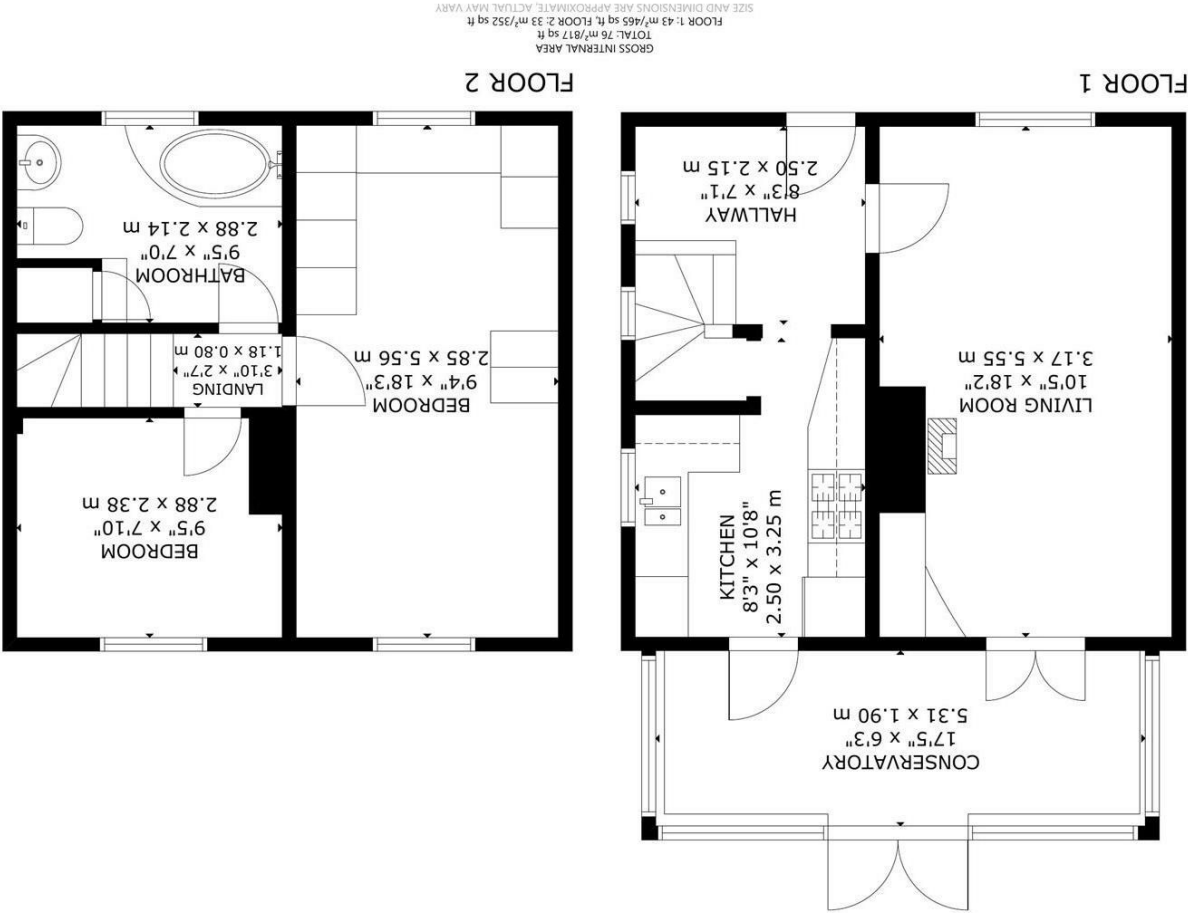 CONSERVATORY
17'5" x 6'3"
5.31 x 1.90 m
KITCHEN
8'3" x 10'8"
2.50 x 3.25 m
LIVING ROOM
10'5" x 18'2"
3.17 x 5.55 m
HALLWAY
8'3" x 7'1"
2.50 x 2.15 m
FLOOR 1
BEDROOM
9'5" x 7'10"
2.88 x 2.38 m
BEDROOM
9'4" x 18'3"
2.85 x 5.56 m
LANDING
3'10" x 2'7"
1.18 x 0.80 m
BATHROOM
9'5" x 7'0"
2.88 x 2.14 m
FLOOR 2
GROSS INTERNAL AREA
TOTAL: 76 m²/817 sq ft
FLOOR 1: 43 m²/465 sq ft, FLOOR 2: 33 m²/352 sq ft
SIZE AND DIMENSIONS ARE APPROXIMATE, ACTUAL MAY VARY